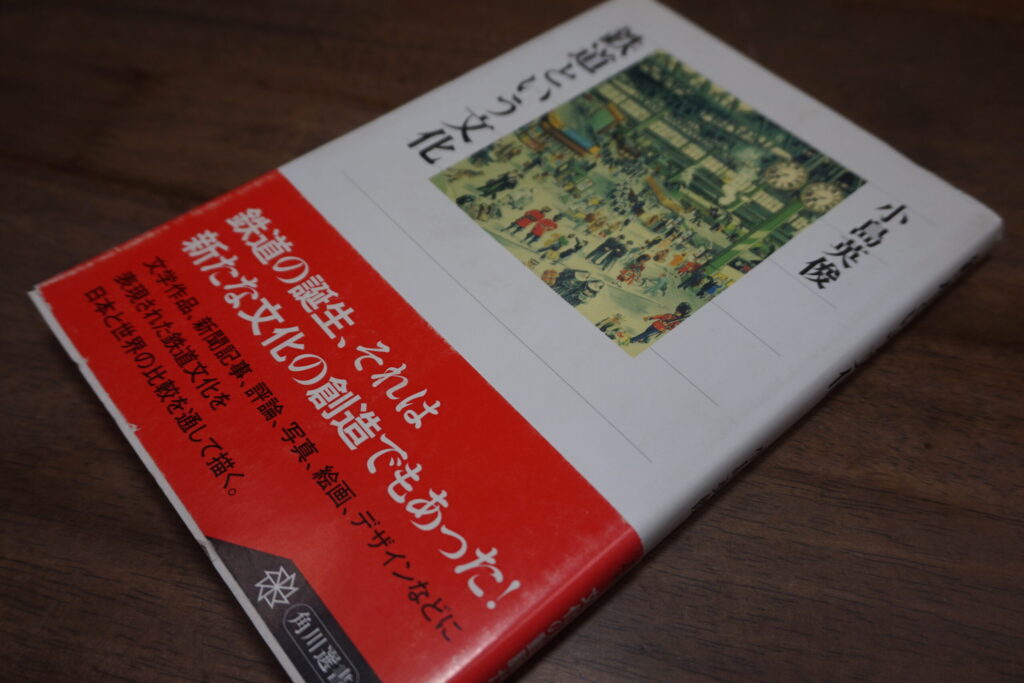 鉄道という文化
小島英俊
鉄道の誕生、それは
新たな文化の創造でもあった!
文学作品、新聞記事、評論、写真、絵画、デザインなどに
表現された鉄道文化を
日本と世界の比較を通して描く。
角川選書